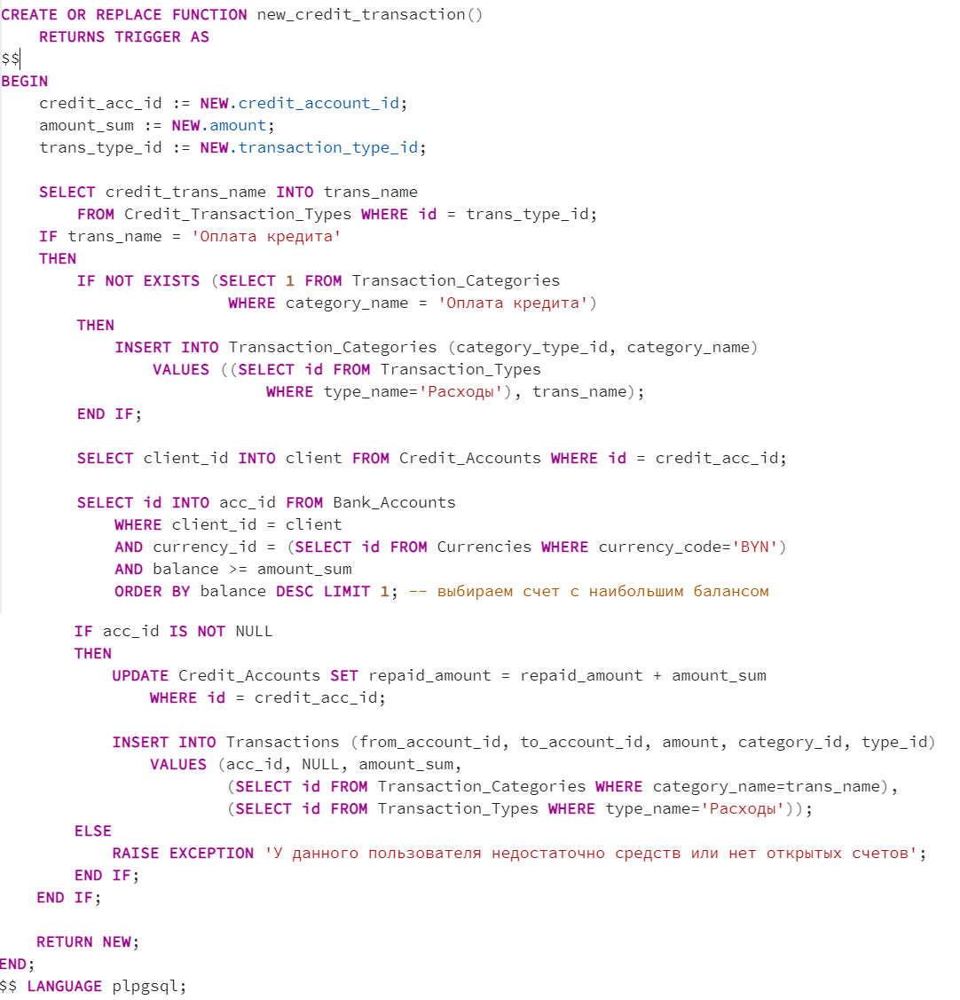 CREATE OR REPLACE FUNCTION new_credit_transaction()
    RETURNS TRIGGER AS
$$
BEGIN
    credit_acc_id := NEW.credit_account_id;
    amount_sum := NEW.amount;
    trans_type_id := NEW.transaction_type_id;

    SELECT credit_trans_name INTO trans_name
        FROM Credit_Transaction_Types WHERE id = trans_type_id;
    IF trans_name = 'Оплата кредита'
    THEN
        IF NOT EXISTS (SELECT 1 FROM Transaction_Categories
                        WHERE category_name = 'Оплата кредита')
        THEN
            INSERT INTO Transaction_Categories (category_type_id, category_name)
                VALUES ((SELECT id FROM Transaction_Types
                            WHERE type_name='Расходы'), trans_name);
        END IF;

        SELECT client_id INTO client FROM Credit_Accounts WHERE id = credit_acc_id;

        SELECT id INTO acc_id FROM Bank_Accounts
            WHERE client_id = client
            AND currency_id = (SELECT id FROM Currencies WHERE currency_code='BYN')
            AND balance >= amount_sum
            ORDER BY balance DESC LIMIT 1; -- выбираем счет с наибольшим балансом

        IF acc_id IS NOT NULL
        THEN
            UPDATE Credit_Accounts SET repaid_amount = repaid_amount + amount_sum
                WHERE id = credit_acc_id;

            INSERT INTO Transactions (from_account_id, to_account_id, amount, category_id, type_id)
                VALUES (acc_id, NULL, amount_sum,
                        (SELECT id FROM Transaction_Categories WHERE category_name=trans_name),
                        (SELECT id FROM Transaction_Types WHERE type_name='Расходы'));
        ELSE
            RAISE EXCEPTION 'У данного пользователя недостаточно средств или нет открытых счетов';
        END IF;
    END IF;

    RETURN NEW;
END;
$$ LANGUAGE plpgsql;